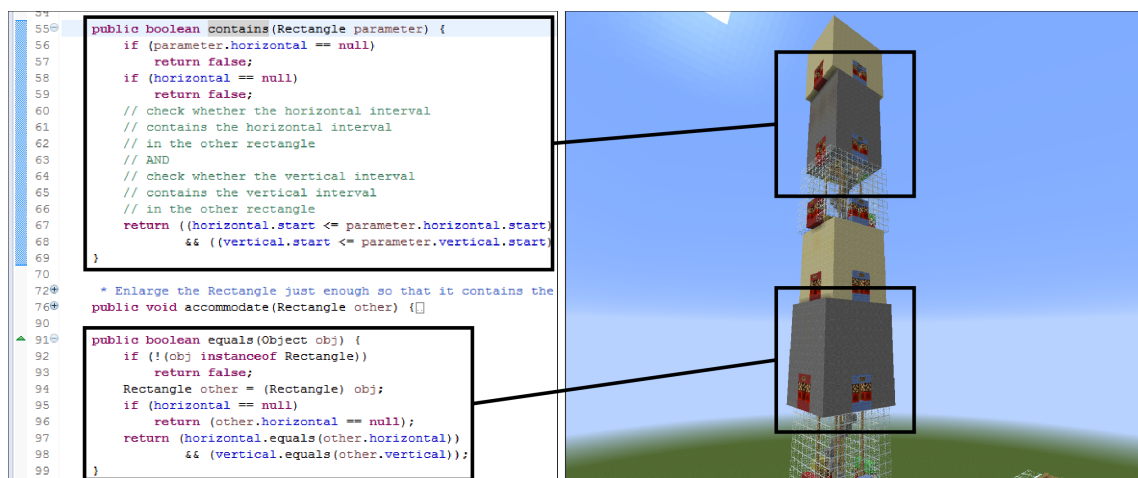 54
55 public boolean contains(Rectangle parameter) {
56 if (parameter.horizontal == null)
57 return false;
58 if (horizontal == null)
59 return false;
60 // check whether the horizontal interval
61 // contains the horizontal interval
62 // in the other rectangle
63 // AND
64 // check whether the vertical interval
65 // contains the vertical interval
66 // in the other rectangle
67 return ((horizontal.start <= parameter.horizontal.start)
68 && ((vertical.start <= parameter.vertical.start)
69 }
70
72 * Enlarge the Rectangle just enough so that it contains the
76 public void accommodate(Rectangle other) {
90
91 public boolean equals(Object obj) {
92 if (!(obj instanceof Rectangle))
93 return false;
94 Rectangle other = (Rectangle) obj;
95 if (horizontal == null)
96 return (other.horizontal == null);
97 return (horizontal.equals(other.horizontal))
98 && (vertical.equals(other.vertical));
99 }